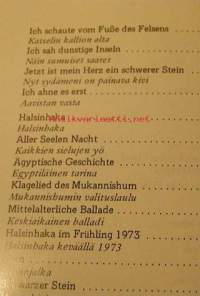 Ich schaute vom Fuße des Felsens
Katselin kallion alta
Ich sah dunstige Inseln
Näin sumuiset saaret
Jetzt ist mein Herz ein schwerer Stein
Nyt sydämeni on painava kivi
Ich ahne es erst
Aavistan vasta
Halsinhaka
Halsinhaka
Aller Seelen Nacht
Kaikkien sielujen yö
Ägyptische Geschichte
Egyptiläinen tarina
Klagelied des Mukannishum
Mukannishumin valituslaulu
Mittelalterliche Ballade
Keskiaikainen balladi
Halsinhaka im Frühling 1973
Halsinhaka keväällä 1973
Stein